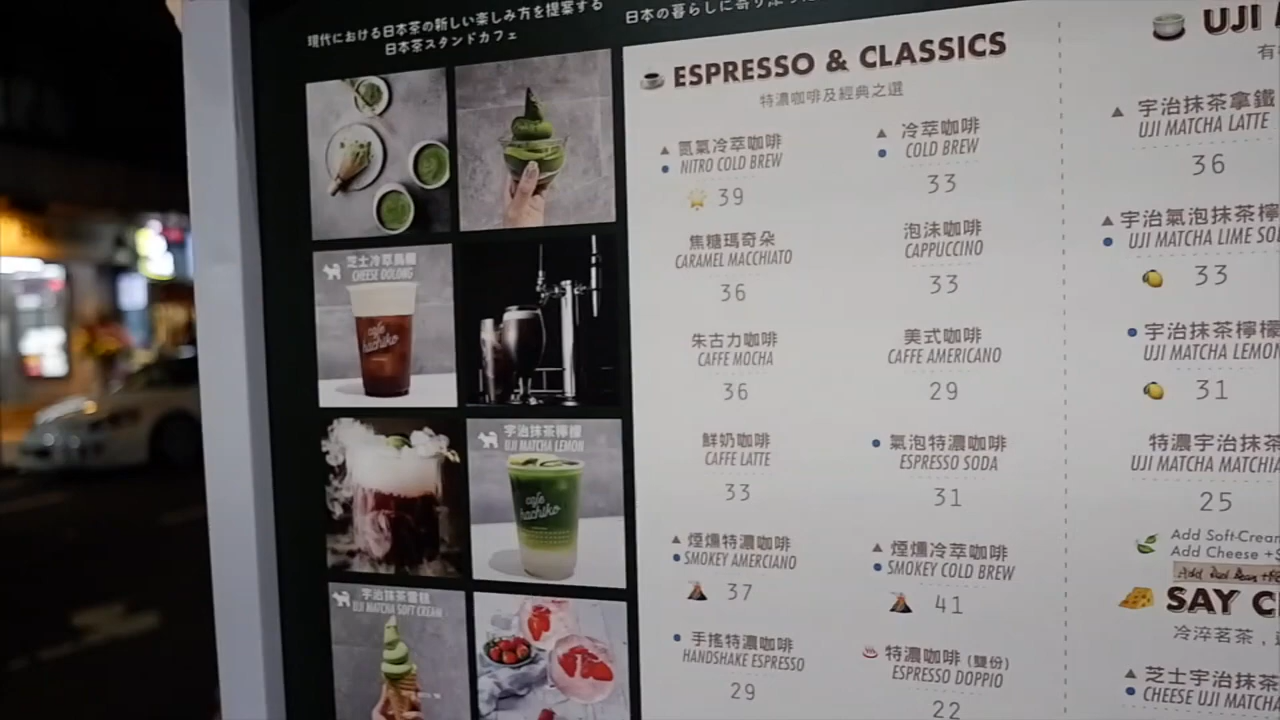 現代における日本茶の新しい楽しみ方を提案する
日本茶スタンドカフェ
日本の暮らしに寄り添った
芝士冷萃烏龍
CHEESE OOLONG
cafe
hachiko
宇治抹茶檸檬
UJI MATCHA LEMON
cafe
hachiko
宇治抹茶雪糕
UJI MATCHA SOFT CREAM
ESPRESSO & CLASSICS
特濃咖啡及經典之選
氮氣冷萃咖啡
NITRO COLD BREW
39
冷萃咖啡
COLD BREW
33
焦糖瑪奇朵
CARAMEL MACCHIATO
36
泡沫咖啡
CAPPUCCINO
33
朱古力咖啡
CAFFE MOCHA
36
美式咖啡
CAFFE AMERICANO
29
鮮奶咖啡
CAFFE LATTE
33
氣泡特濃咖啡
ESPRESSO SODA
31
煙燻特濃咖啡
SMOKEY AMERCIANO
37
煙燻冷萃咖啡
SMOKEY COLD BREW
41
手搖特濃咖啡
HANDSHAKE ESPRESSO
29
特濃咖啡 (雙份)
ESPRESSO DOPPIO
22
UJI
有
宇治抹茶拿鐵
UJI MATCHA LATTE
36
宇治氣泡抹茶檸
UJI MATCHA LIME SO
33
宇治抹茶檸檬
UJI MATCHA LEMON
31
特濃宇治抹茶
UJI MATCHA MATCHIA
25
Add Soft-Cream
Add Cheese +$
SAY C
冷淬茗茶，
芝士宇治抹茶
CHEESE UJI MATCHA